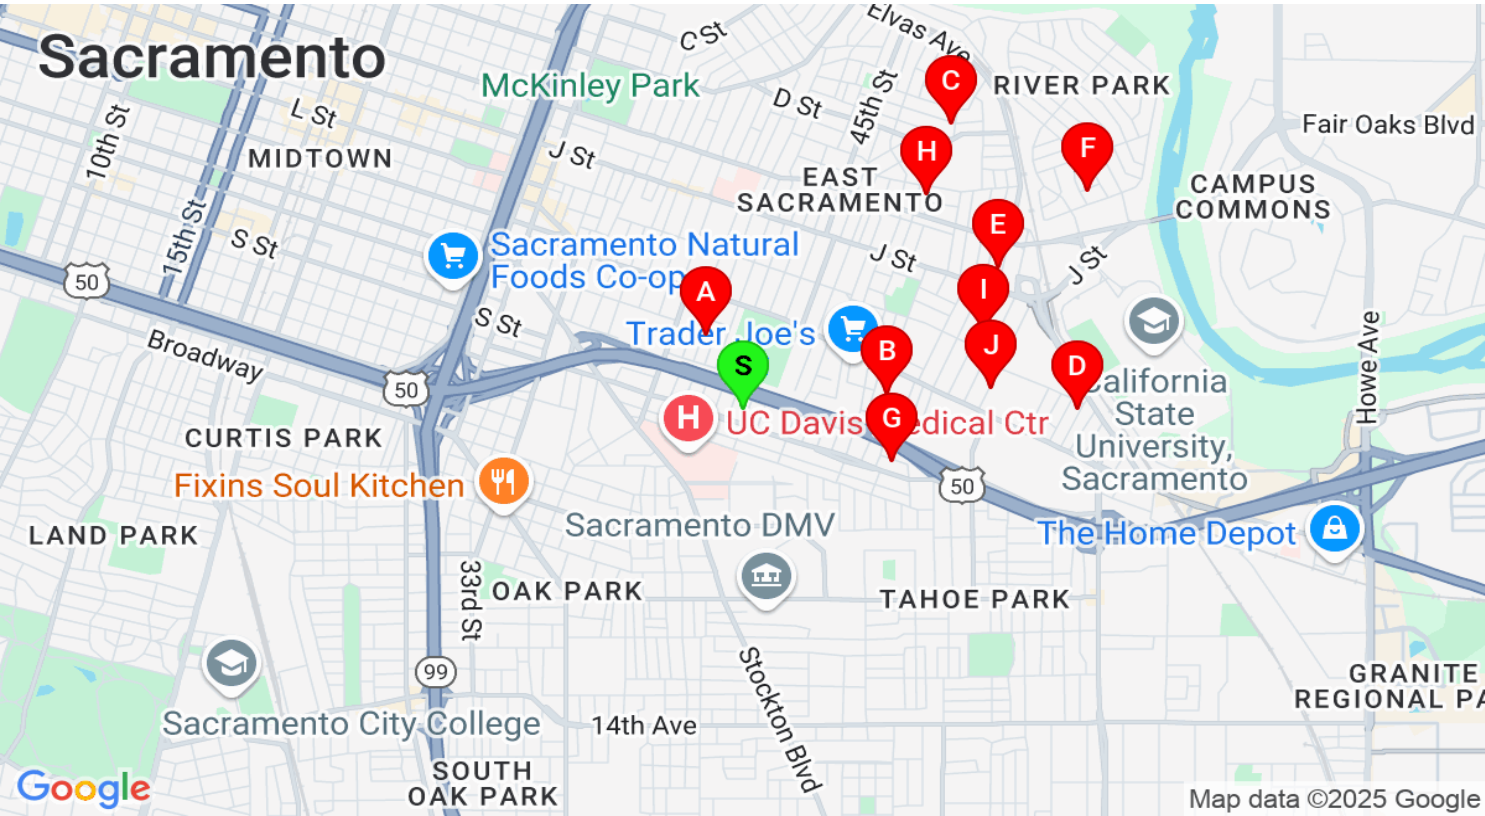 Sacramento
Elvas Ave
C St
McKinley Park
C
RIVER PARK
45th St
D St
L St
10th St
Fair Oaks Blvd
J St
MIDTOWN
H
F
EAST
SACRAMENTO
CAMPUS
COMMONS
15th St
S St
E
Sacramento Natural
Foods Co-op
J St
J St
50
A
I
S St
Trader Joe's
Broadway
B
J
S
D
Howe Ave
50
California
State
University,
Sacramento
G
H
UC Davis Medical Ctr
CURTIS PARK
Fixins Soul Kitchen
50
LAND PARK
Sacramento DMV
The Home Depot
33rd St
OAK PARK
TAHOE PARK
99
Stockton Blvd
GRANITE
REGIONAL PA
Sacramento City College
14th Ave
SOUTH
OAK PARK
Google
Map data ©2025 Google